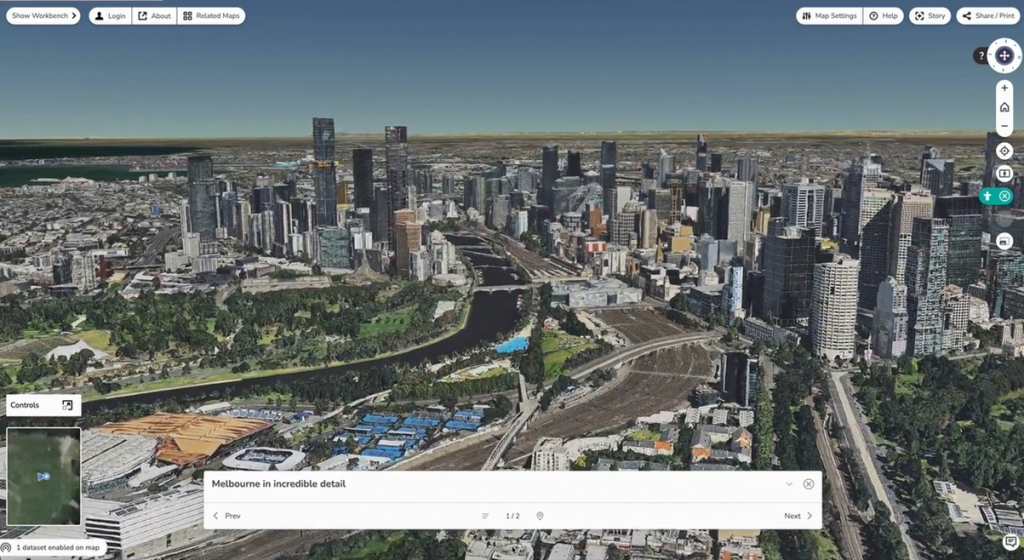 Show Workbench
Login
About
Related Maps
Map Settings
Help
Story
Share / Print
?
Controls
Melbourne in incredible detail
Prev
1 / 2
Next
1 dataset enabled on map